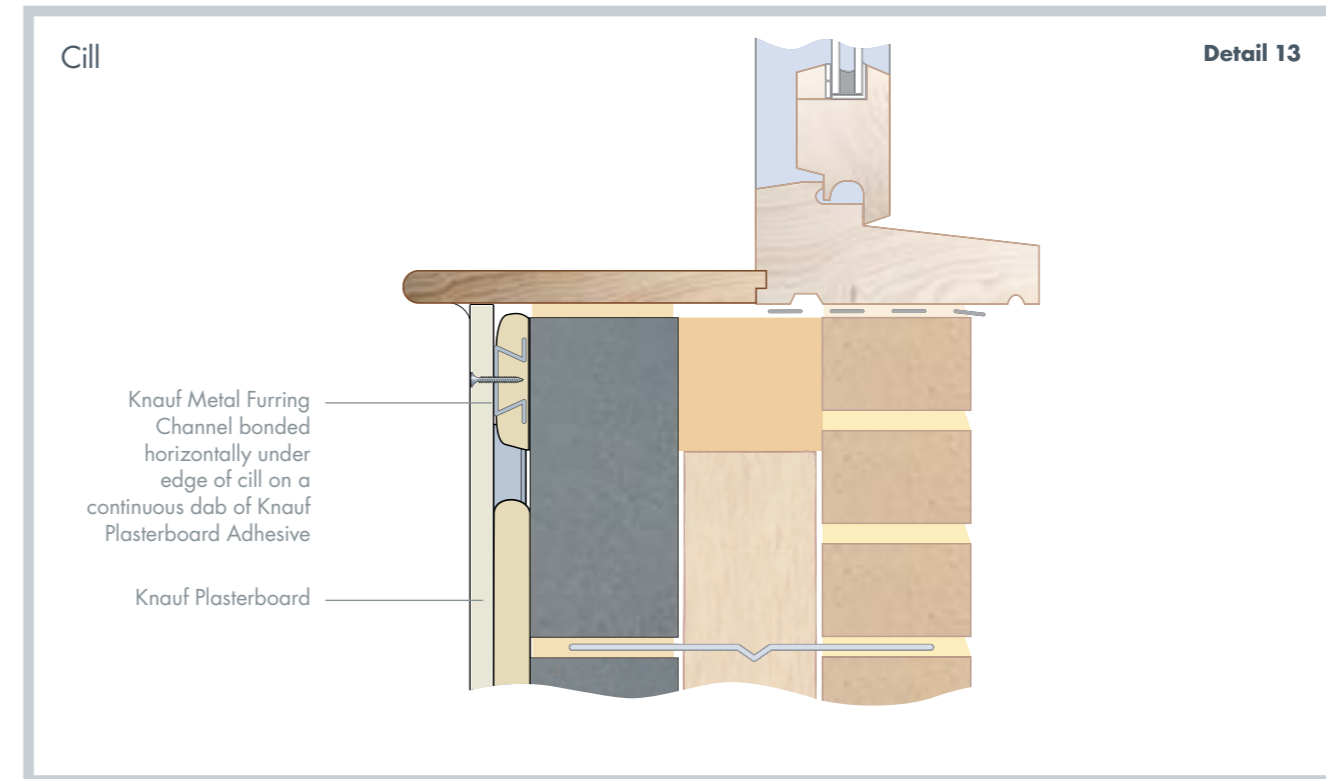 Cill
Detail 13
Knauf Metal Furring
Channel bonded
horizontally under
edge of cill on a
continuous dab of Knauf
Plasterboard Adhesive
Knauf Plasterboard